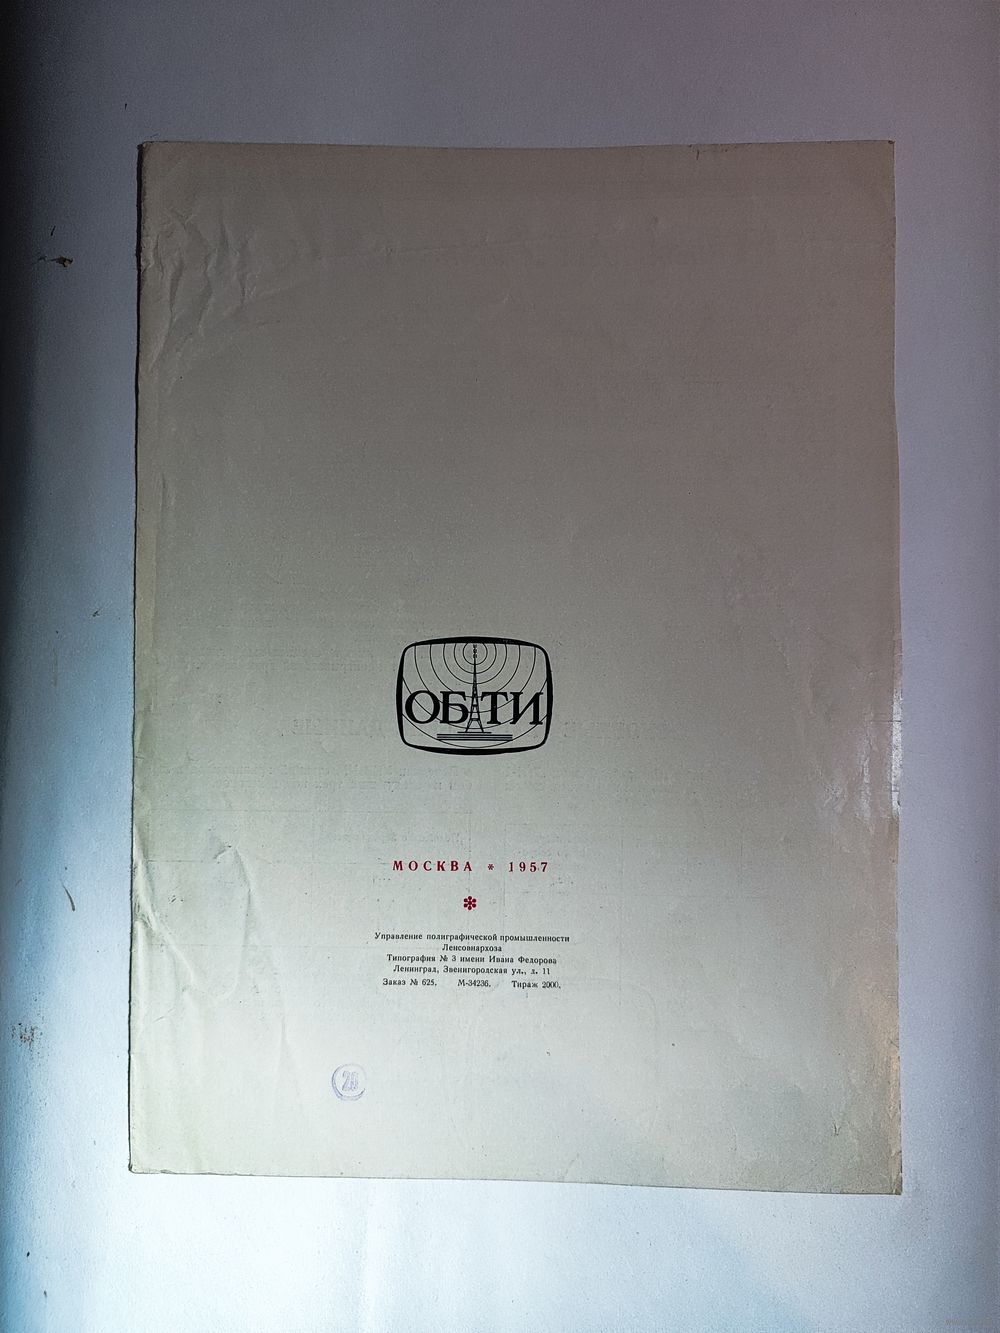 ОБТИ
МОСКВА * 1957
Управление полиграфической промышленности
Ленсовнархоза
Типография № 3 имени Ивана Федорова
Ленинград, Звенигородская ул., д. 11
Заказ № 625. М-34236. Тираж 2000.
20